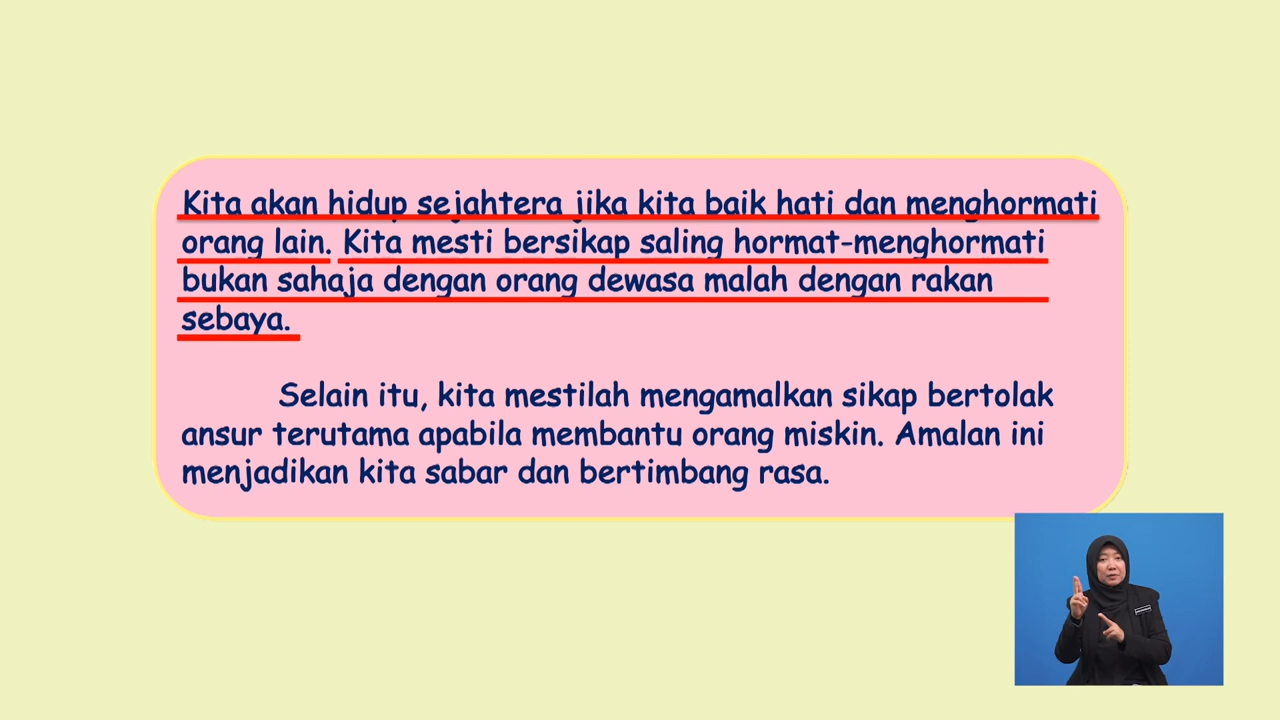 Kita akan hidup sejahtera jika kita baik hati dan menghormati
orang lain. Kita mesti bersikap saling hormat-menghormati
bukan sahaja dengan orang dewasa malah dengan rakan
sebaya.
Selain itu, kita mestilah mengamalkan sikap bertolak
ansur terutama apabila membantu orang miskin. Amalan ini
menjadikan kita sabar dan bertimbang rasa.